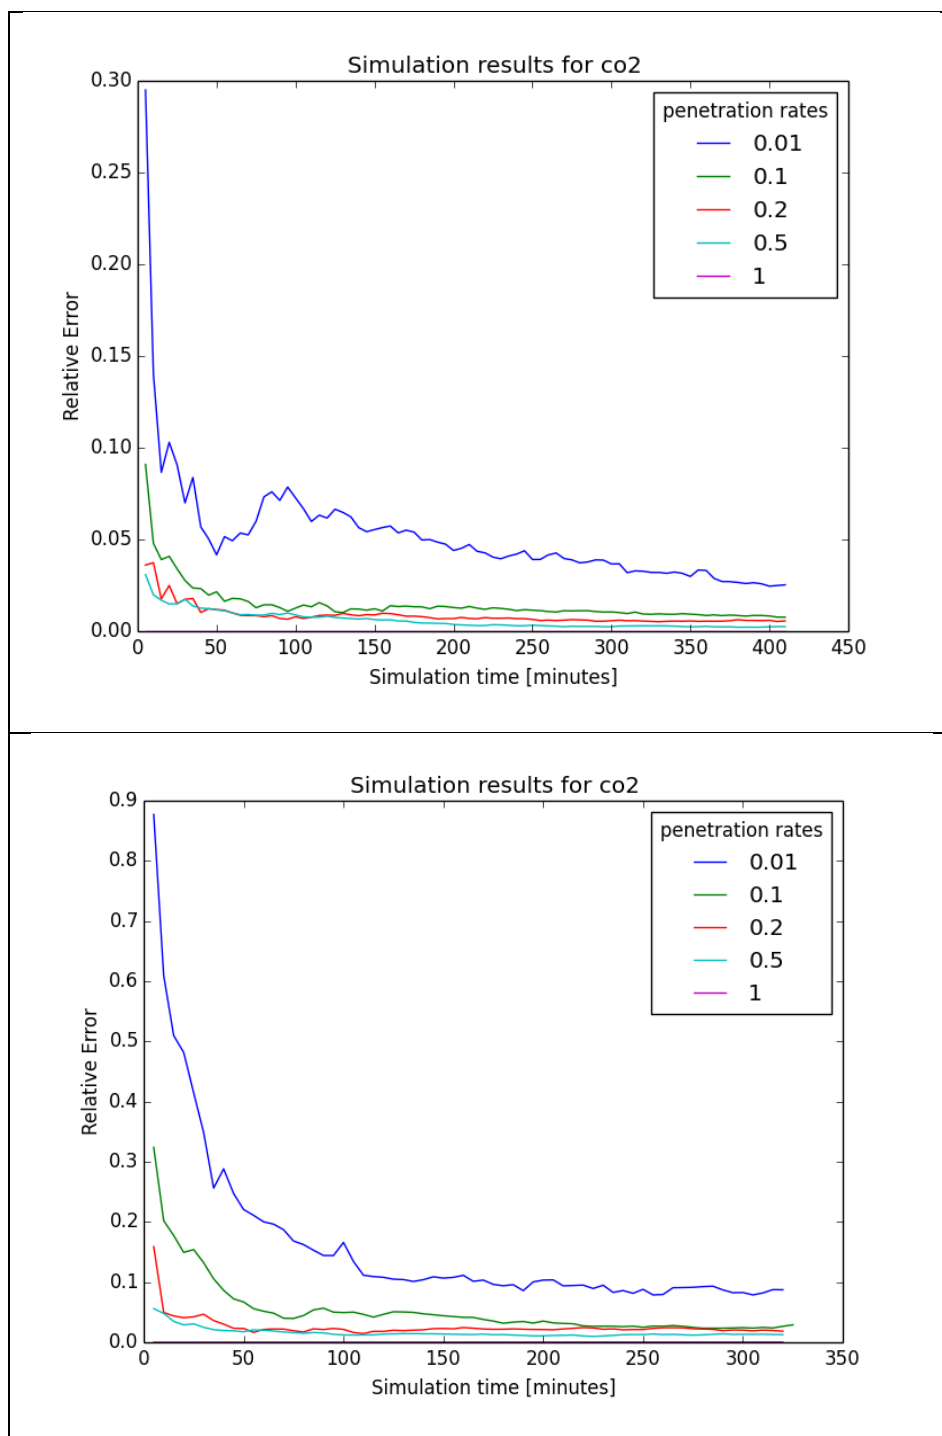 Simulation results for co2
0.30
0.25
0.20
0.15
0.10
0.05
0.00
Relative Error
penetration rates
0.01
0.1
0.2
0.5
1
0 50 100 150 200 250 300 350 400 450
Simulation time [minutes]
Simulation results for co2
0.9
0.8
0.7
0.6
0.5
0.4
0.3
0.2
0.1
0.0
Relative Error
penetration rates
0.01
0.1
0.2
0.5
1
0 50 100 150 200 250 300 350
Simulation time [minutes]